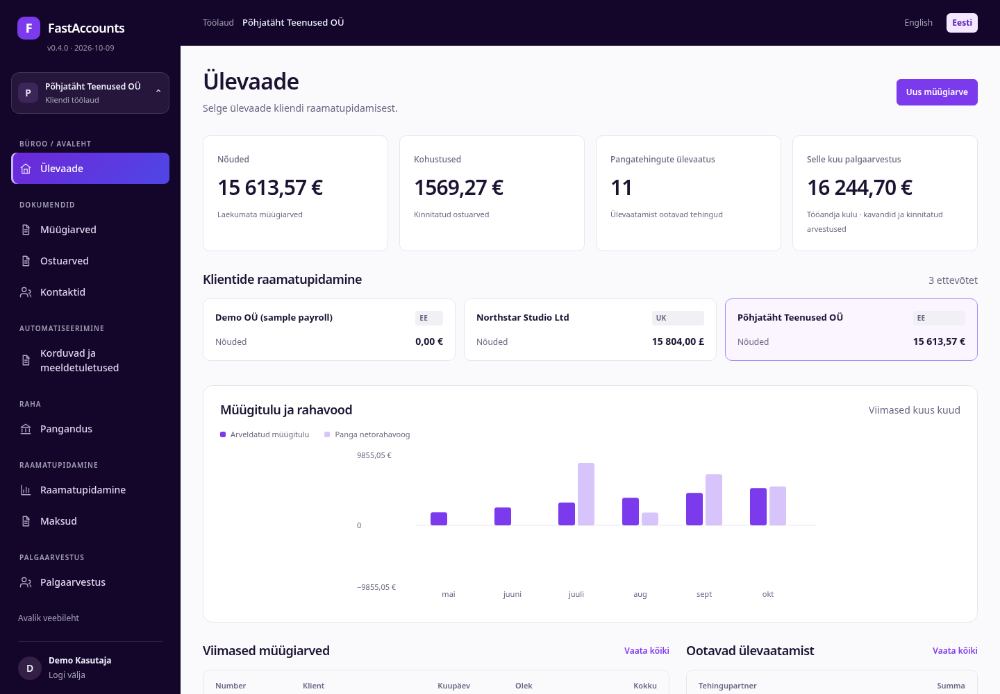 F FastAccounts
v0.4.0 · 2026-10-09
P Põhjatäht Teenused OÜ
Kliendi töölaud
BÜROO / AVALEHT
Ülevaade
DOKUMENDID
Müügiarved
Ostuarved
Kontaktid
AUTOMATISEERIMINE
Korduvad ja
meeldetuletused
RAHA
Pangandus
RAAMATUPIDAMINE
Raamatupidamine
Maksud
PALGAARVESTUS
Palgaarvestus
Avalik veebileht
D Demo Kasutaja
Logi välja
Töölaud Põhjatäht Teenused OÜ English Eesti
Ülevaade
Selge ülevaade kliendi raamatupidamisest.
Uus müügiarve
Nõuded
15 613,57 €
Laekumata müügiarved
Kohustused
1569,27 €
Kinnitatud ostuarved
Pangatehingute ülevaatus
11
Ülevaatamist ootavad tehingud
Selle kuu palgaarvestus
16 244,70 €
Tööandja kulu · kavandid ja kinnitatud
arvestused
Klientide raamatupidamine 3 ettevõtet
Demo OÜ (sample payroll) EE
Nõuded 0,00 €
Northstar Studio Ltd UK
Nõuded 15 804,00 £
Põhjatäht Teenused OÜ EE
Nõuded 15 613,57 €
Müügitulu ja rahavood Viimased kuus kuud
Arveldatud müügitulu Panga netorahavoog
9855,05 €
0
−9855,05 €
mai juuni juuli aug sept okt
Viimased müügiarved Vaata kõiki
Number Klient Kuupäev Olek Kokku
Ootavad ülevaatamist Vaata kõiki
Tehingupartner Summa